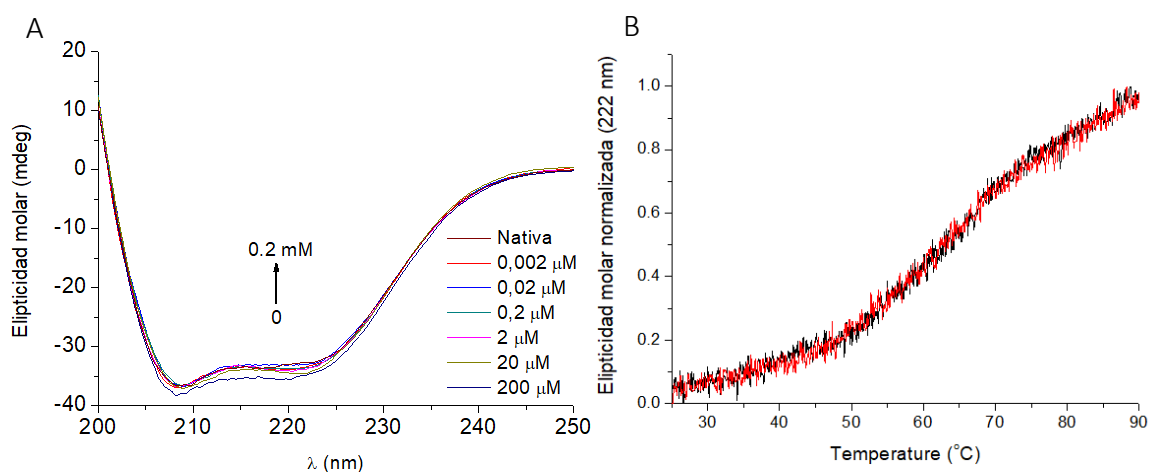 A
Elipticidad molar (mdeg)
20
10
0
-10
-20
-30
-40
200
210
220
230
240
250
λ (nm)
0.2 mM
0
Nativa
0,002 μM
0,02 μM
0,2 μM
2 μM
20 μM
200 μM
B
Elipticidad molar normalizada (222 nm)
1.0
0.8
0.6
0.4
0.2
0.0
30
40
50
60
70
80
90
Temperature (°C)